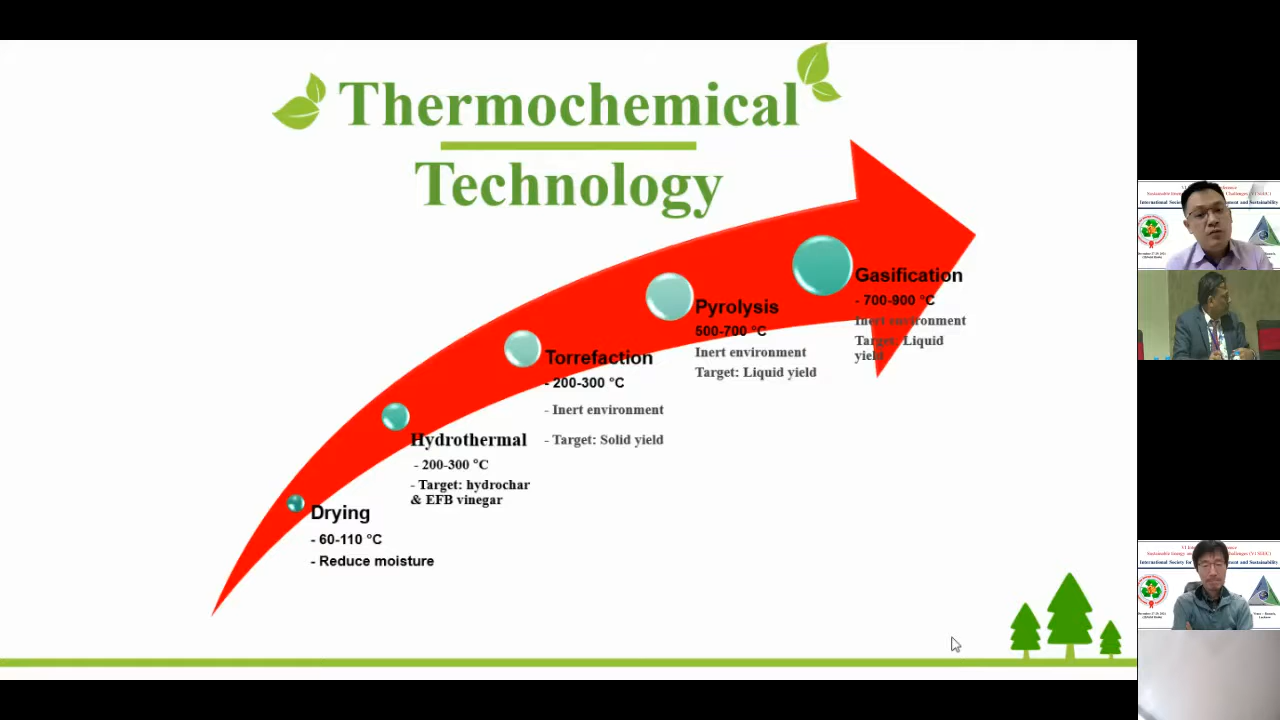 Thermochemical
Technology
Gasification
- 700-900 °C
Inert environment
Target: Liquid
yield
Pyrolysis
500-700 °C
Inert environment
Target: Liquid yield
Torrefaction
- 200-300 °C
- Inert environment
- Target: Solid yield
Hydrothermal
- 200-300 °C
- Target: hydrochar
& EFB vinegar
Drying
- 60-110 °C
- Reduce moisture